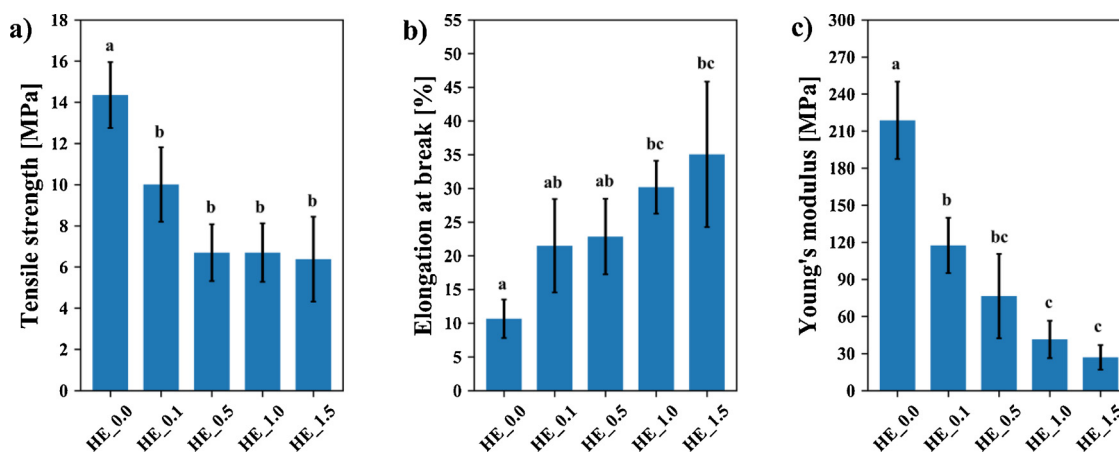 a)
Tensile strength [MPa]
18
16
14
12
10
8
6
4
2
0
a
b
b
b
b
HE_0.0
HE_0.1
HE_0.5
HE_1.0
HE_1.5
b)
Elongation at break [%]
55
50
45
40
35
30
25
20
15
10
5
0
a
ab
ab
bc
bc
HE_0.0
HE_0.1
HE_0.5
HE_1.0
HE_1.5
c)
Young's modulus [MPa]
300
270
240
210
180
150
120
90
60
30
0
a
b
bc
c
c
HE_0.0
HE_0.1
HE_0.5
HE_1.0
HE_1.5